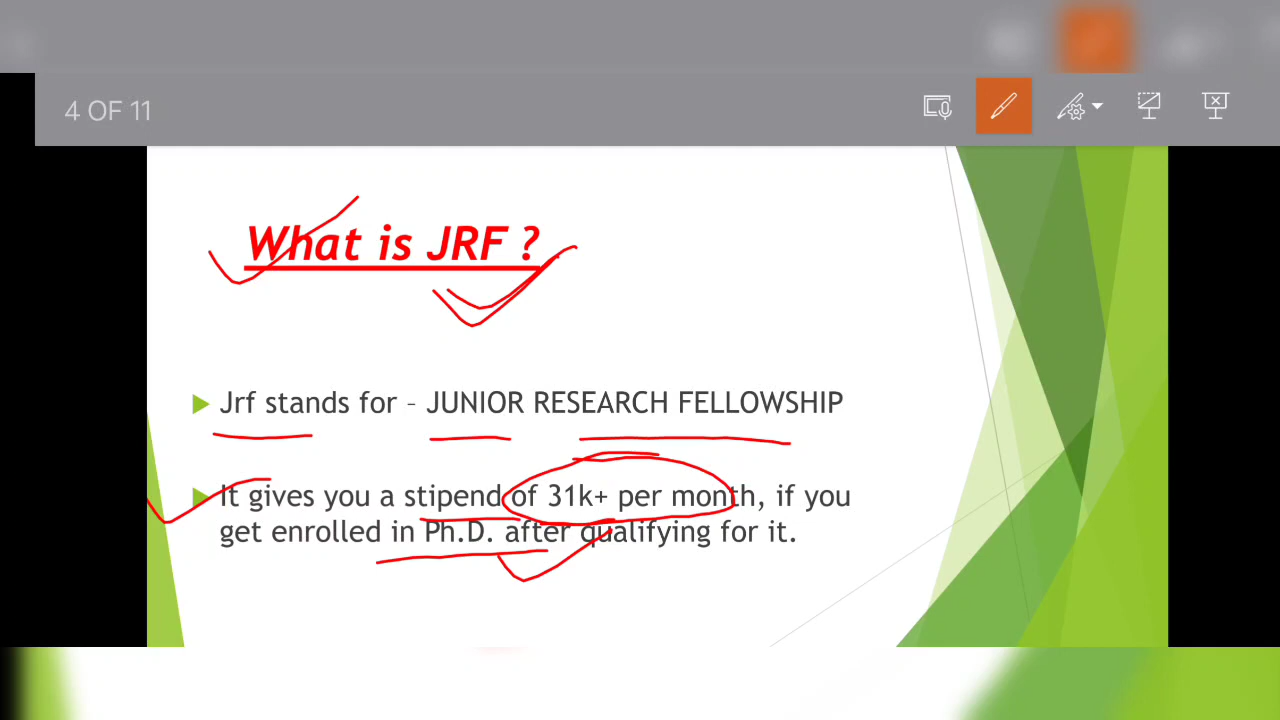 4 OF 11
What is JRF ?
Jrf stands for – JUNIOR RESEARCH FELLOWSHIP
It gives you a stipend of 31k+ per month, if you
get enrolled in Ph.D. after qualifying for it.